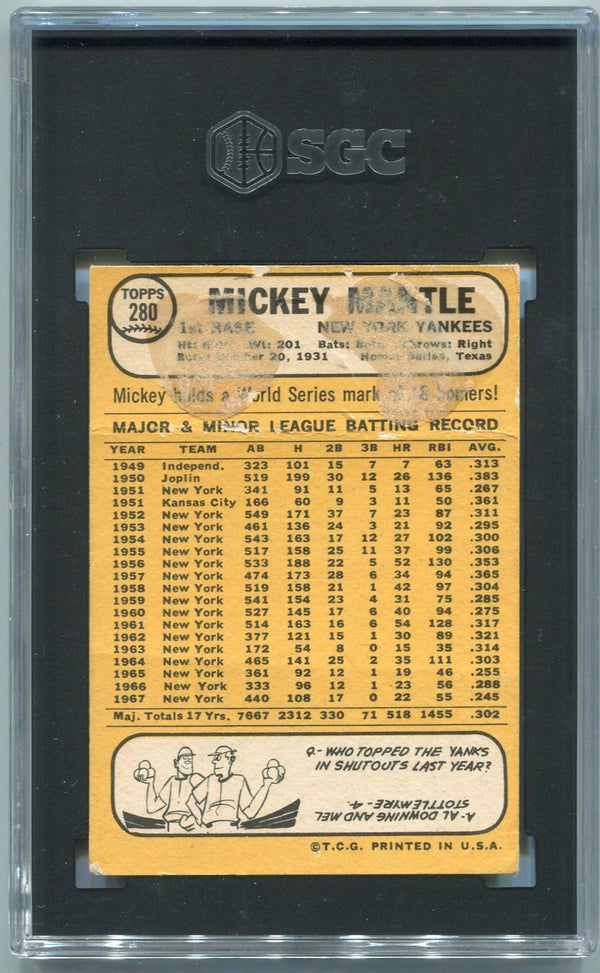 SGC
TOPPS
280
MICKEY MANTLE
1st BASE NEW YORK YANKEES
Ht: Wt: 201 Bats: Throws: Right
20, 1931 Home: Dallas, Texas
Mickey holds a World Series mark of 18 homers!
MAJOR & MINOR LEAGUE BATTING RECORD
YEAR TEAM AB H 2B 3B HR RBI AVG.
1949 Independ. 323 101 15 7 7 63 .313
1950 Joplin 519 199 30 12 26 136 .383
1951 New York 341 91 11 5 13 65 .267
1951 Kansas City 166 60 9 3 11 50 .361
1952 New York 549 171 37 7 23 87 .311
1953 New York 461 136 24 3 21 92 .295
1954 New York 543 163 17 12 27 102 .300
1955 New York 517 158 25 11 37 99 .306
1956 New York 533 188 22 5 52 130 .353
1957 New York 474 173 28 6 34 94 .365
1958 New York 519 158 21 1 42 97 .304
1959 New York 541 154 23 4 31 75 .285
1960 New York 527 145 17 6 40 94 .275
1961 New York 514 163 16 6 54 128 .317
1962 New York 377 121 15 1 30 89 .321
1963 New York 172 54 8 0 15 35 .314
1964 New York 465 141 25 2 35 111 .303
1965 New York 361 92 12 1 19 46 .255
1966 New York 333 96 12 1 23 56 .288
1967 New York 440 108 17 0 22 55 .245
Maj. Totals 17 Yrs. 7667 2312 330 71 518 1455 .302
Q- WHO TOPPED THE YANKS
IN SHUTOUTS LAST YEAR?
A- AL DOWNING AND MEL
STOTTLEMYRE - 4.
©T.C.G. PRINTED IN U.S.A.